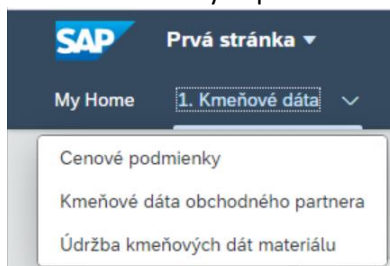 SAP Prvá stránka ▾
My Home 1. Kmeňové dáta
Cenové podmienky
Kmeňové dáta obchodného partnera
Údržba kmeňových dát materiálu